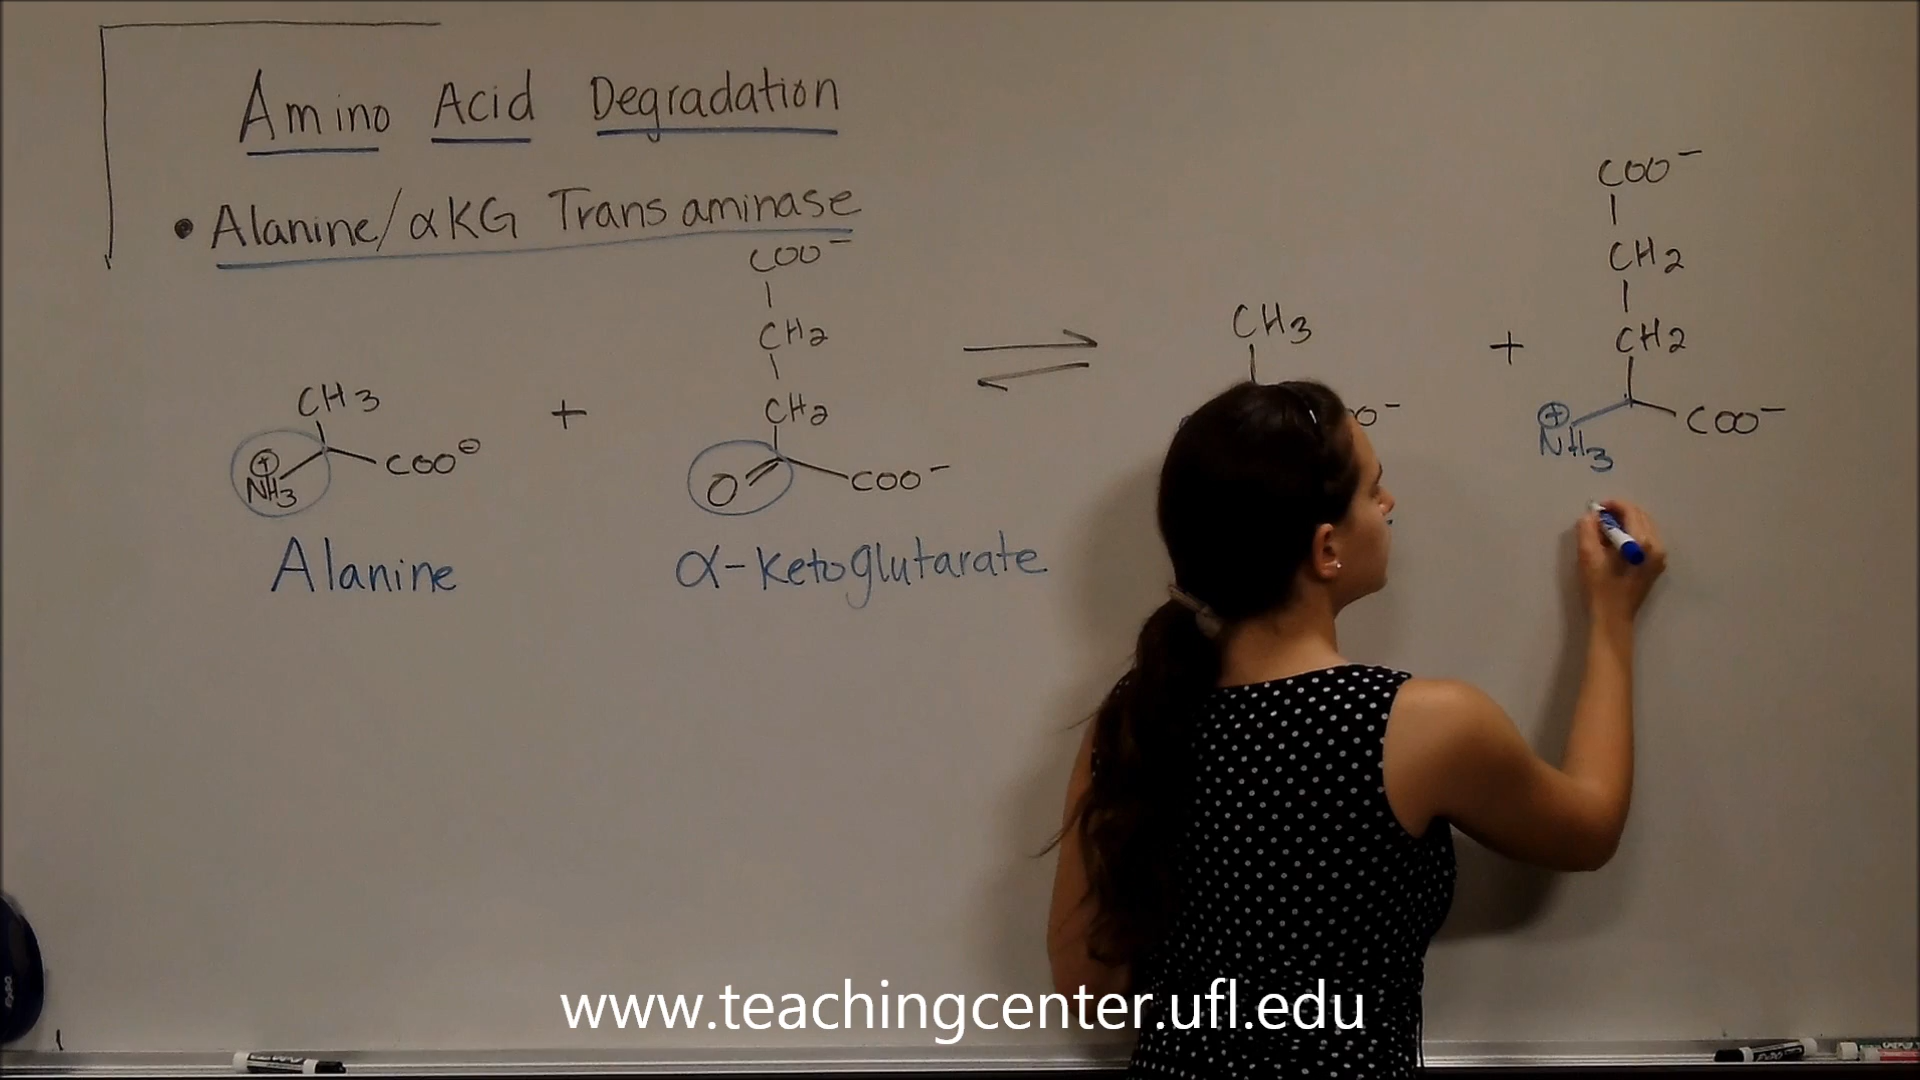 Amino Acid Degradation
• Alanine/αKG Transaminase
COO⁻
CH2
CH2
O
COO⁻
CH3
⊕
NH3
COO⊖
+
Alanine
α-Ketoglutarate
CH3
O⁻
+
COO⁻
CH2
CH2
⊕
NH3
COO⁻
www.teachingcenter.ufl.edu
EXPO